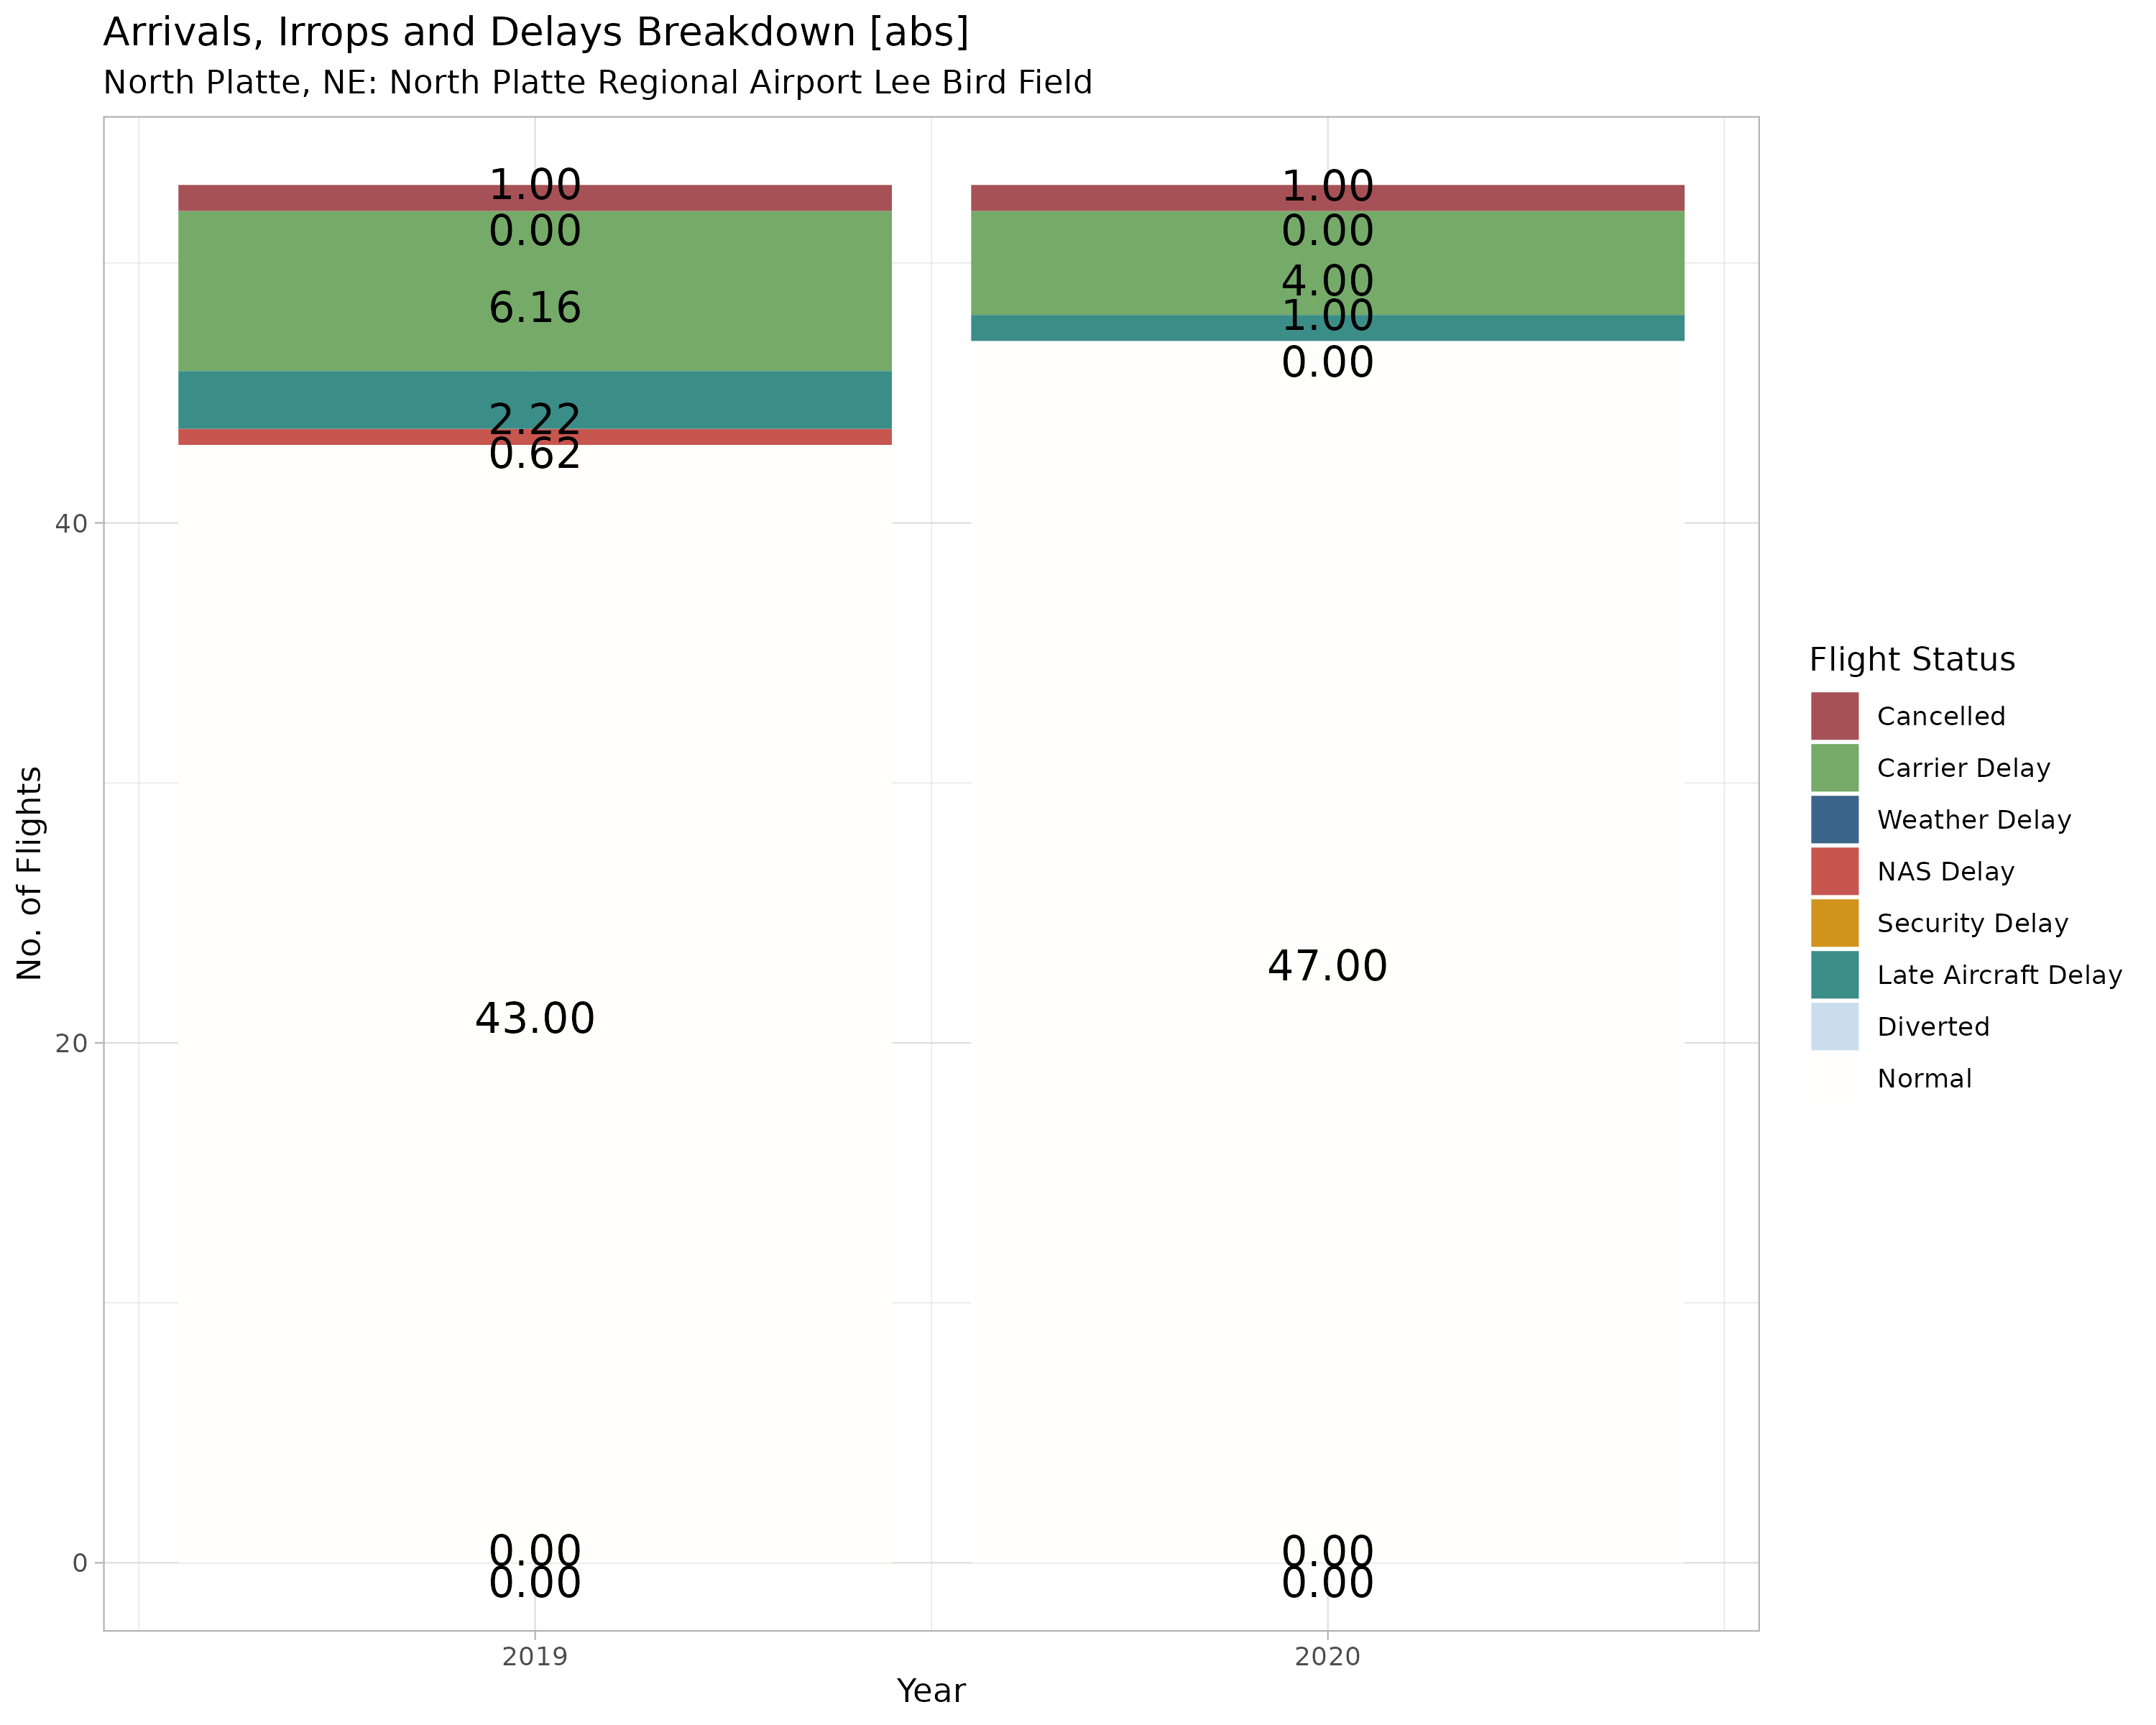 Arrivals, Irrops and Delays Breakdown [abs]
North Platte, NE: North Platte Regional Airport Lee Bird Field
No. of Flights
40
20
0
1.00
0.00
6.16
2.22
0.62
43.00
0.00
0.00
1.00
0.00
4.00
1.00
0.00
47.00
0.00
0.00
2019
2020
Year
Flight Status
Cancelled
Carrier Delay
Weather Delay
NAS Delay
Security Delay
Late Aircraft Delay
Diverted
Normal